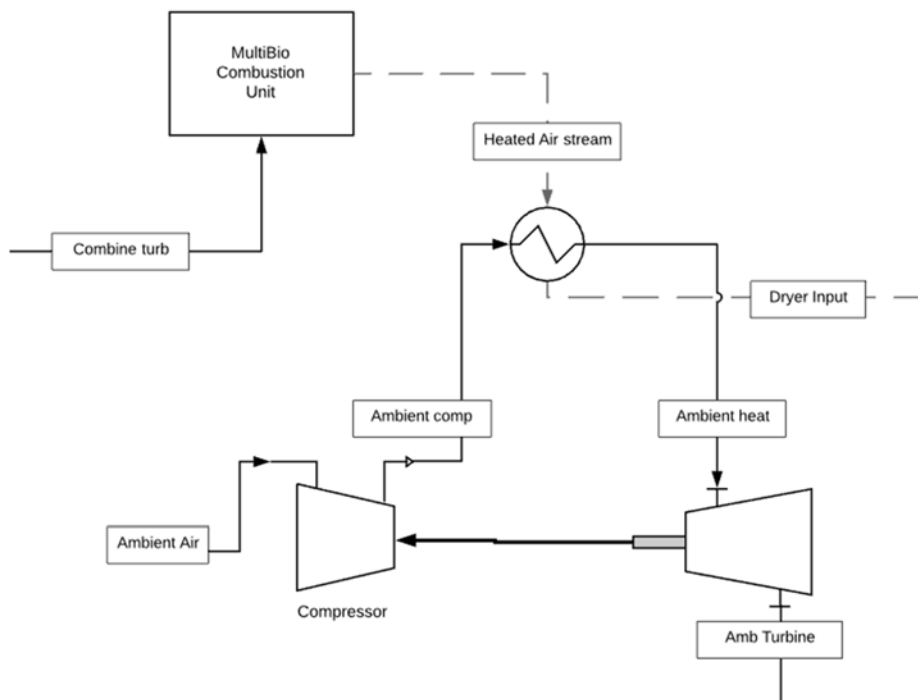 MultiBio
Combustion
Unit
Heated Air stream
Combine turb
Dryer Input
Ambient comp
Ambient heat
Ambient Air
Compressor
Amb Turbine